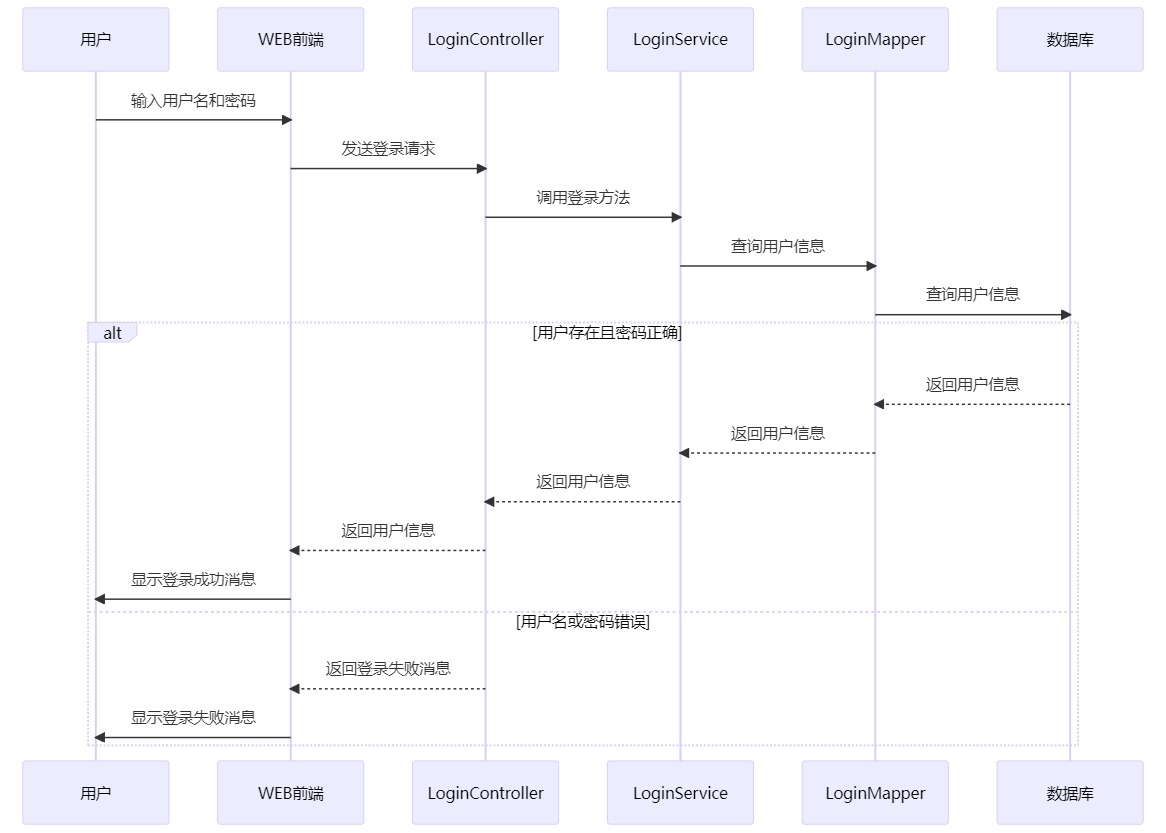 用户
WEB前端
LoginController
LoginService
LoginMapper
数据库
输入用户名和密码
发送登录请求
调用登录方法
查询用户信息
查询用户信息
alt
[用户存在且密码正确]
返回用户信息
返回用户信息
返回用户信息
返回用户信息
显示登录成功消息
[用户名或密码错误]
返回登录失败消息
显示登录失败消息
用户
WEB前端
LoginController
LoginService
LoginMapper
数据库